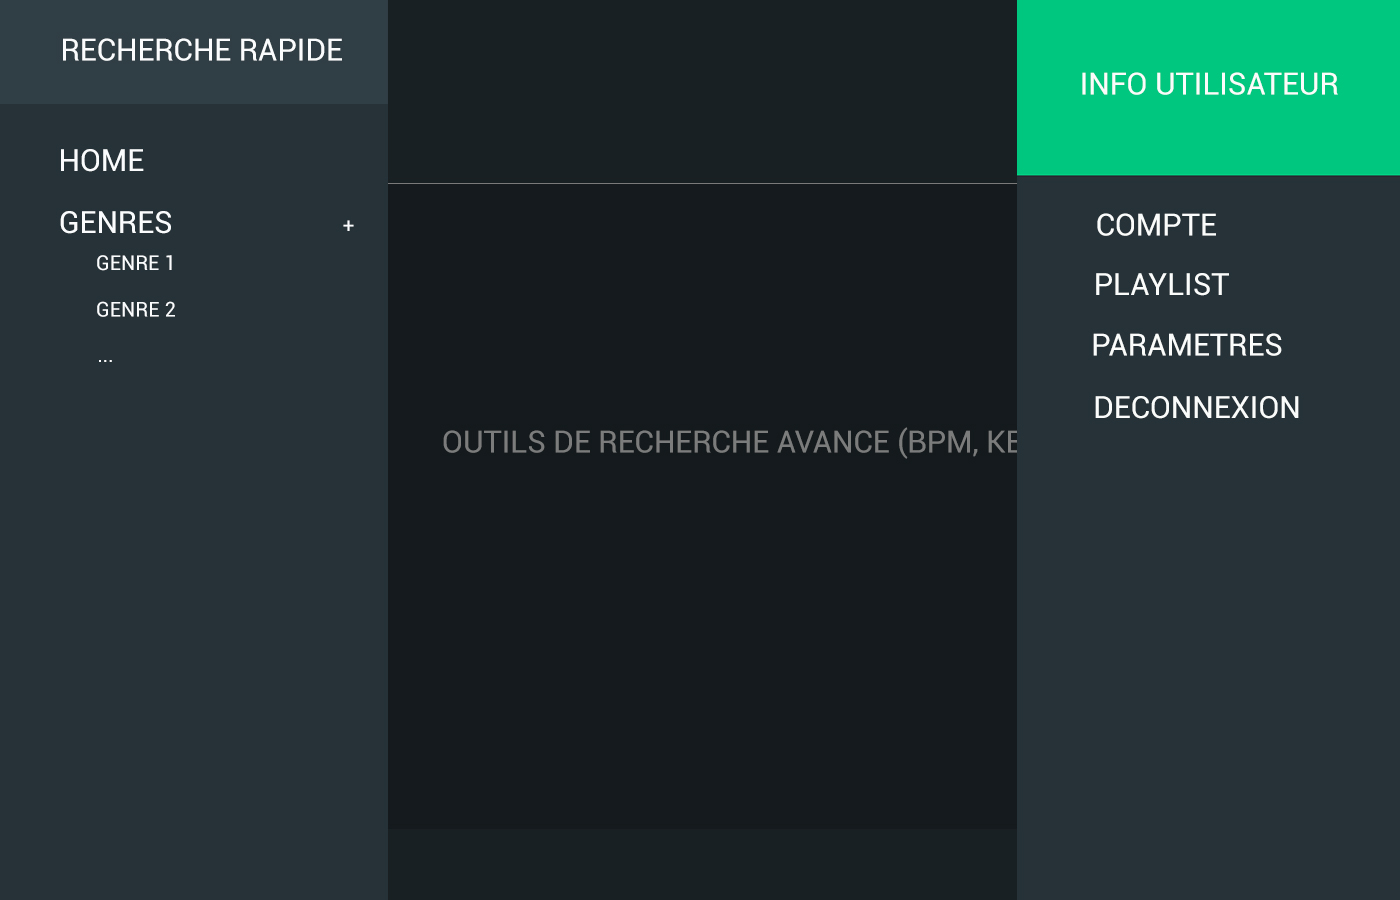 RECHERCHE RAPIDE
HOME
GENRES +
GENRE 1
GENRE 2
...
OUTILS DE RECHERCHE AVANCE (BPM, KE
INFO UTILISATEUR
COMPTE
PLAYLIST
PARAMETRES
DECONNEXION